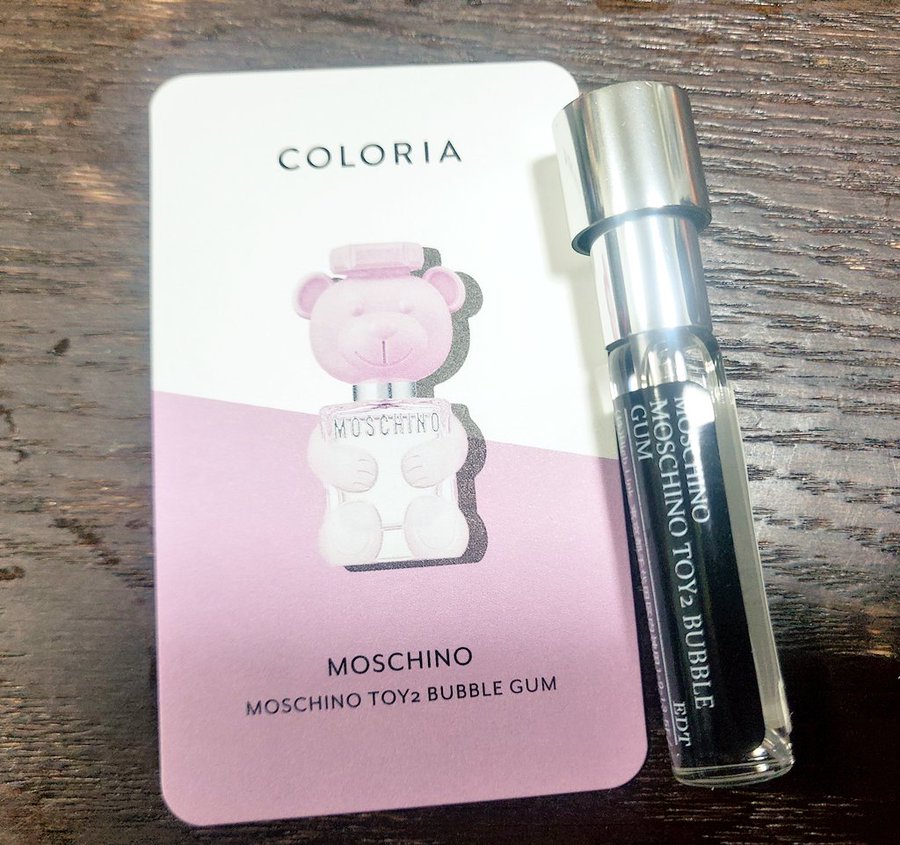 COLORIA
MOSCHINO
MOSCHINO
MOSCHINO TOY2 BUBBLE GUM
MOSCHINO
MOSCHINO TOY2 BUBBLE
GUM
EDT